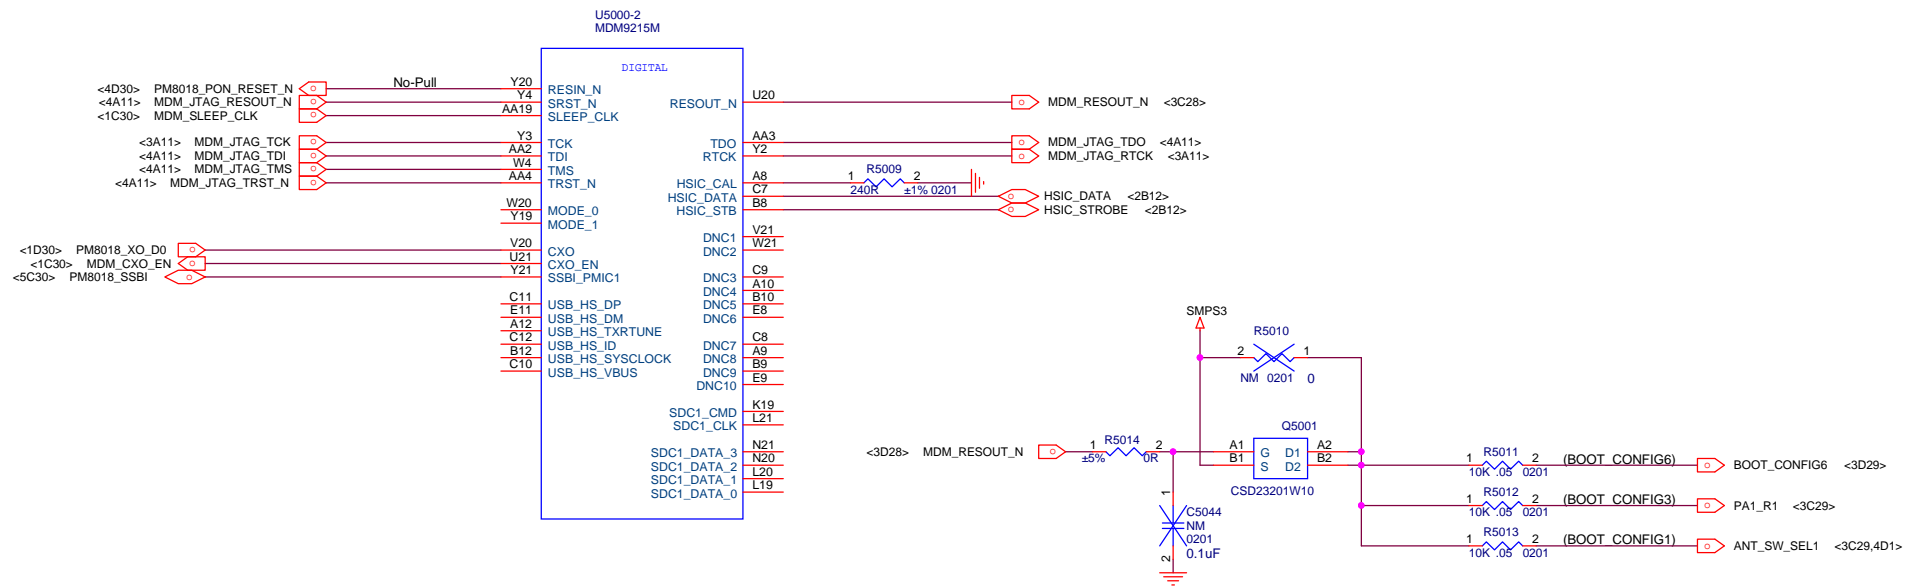 U5000-2
MDM9215M
DIGITAL
<4D30> PM8018_PON_RESET_N No-Pull Y20 RESIN_N
<4A11> MDM_JTAG_RESOUT_N Y4 SRST_N
<1C30> MDM_SLEEP_CLK AA19 SLEEP_CLK
<3A11> MDM_JTAG_TCK Y3 TCK
<4A11> MDM_JTAG_TDI AA2 TDI
<4A11> MDM_JTAG_TMS W4 TMS
<4A11> MDM_JTAG_TRST_N AA4 TRST_N
W20 MODE_0
Y19 MODE_1
<1D30> PM8018_XO_D0 V20 CXO
<1C30> MDM_CXO_EN U21 CXO_EN
<5C30> PM8018_SSBI Y21 SSBI_PMIC1
C11 USB_HS_DP
E11 USB_HS_DM
A12 USB_HS_TXRTUNE
C12 USB_HS_ID
B12 USB_HS_SYSCLOCK
C10 USB_HS_VBUS
RESOUT_N U20 MDM_RESOUT_N <3C28>
TDO AA3 MDM_JTAG_TDO <4A11>
RTCK Y2 MDM_JTAG_RTCK <3A11>
R5009
HSIC_CAL A8 1 2
240R ±1% 0201
HSIC_DATA C7 HSIC_DATA <2B12>
HSIC_STB B8 HSIC_STROBE <2B12>
DNC1 V21
DNC2 W21
DNC3 C9
DNC4 A10
DNC5 B10
DNC6 E8
DNC7 C8
DNC8 A9
DNC9 B9
DNC10 E9
SDC1_CMD K19
SDC1_CLK L21
SDC1_DATA_3 N21
SDC1_DATA_2 N20
SDC1_DATA_1 L20
SDC1_DATA_0 L19
SMPS3
R5010
2 1
NM 0201 0
Q5001
<3D28> MDM_RESOUT_N 1 R5014 2 A1 G D1 A2
±5% 0R B1 S D2 B2
CSD23201W10
1
C5044
NM
0201
0.1uF
2
R5011
1 2 (BOOT_CONFIG6) BOOT_CONFIG6 <3D29>
10K .05 0201
R5012
1 2 (BOOT_CONFIG3) PA1_R1 <3C29>
10K .05 0201
R5013
1 2 (BOOT_CONFIG1) ANT_SW_SEL1 <3C29,4D1>
10K .05 0201